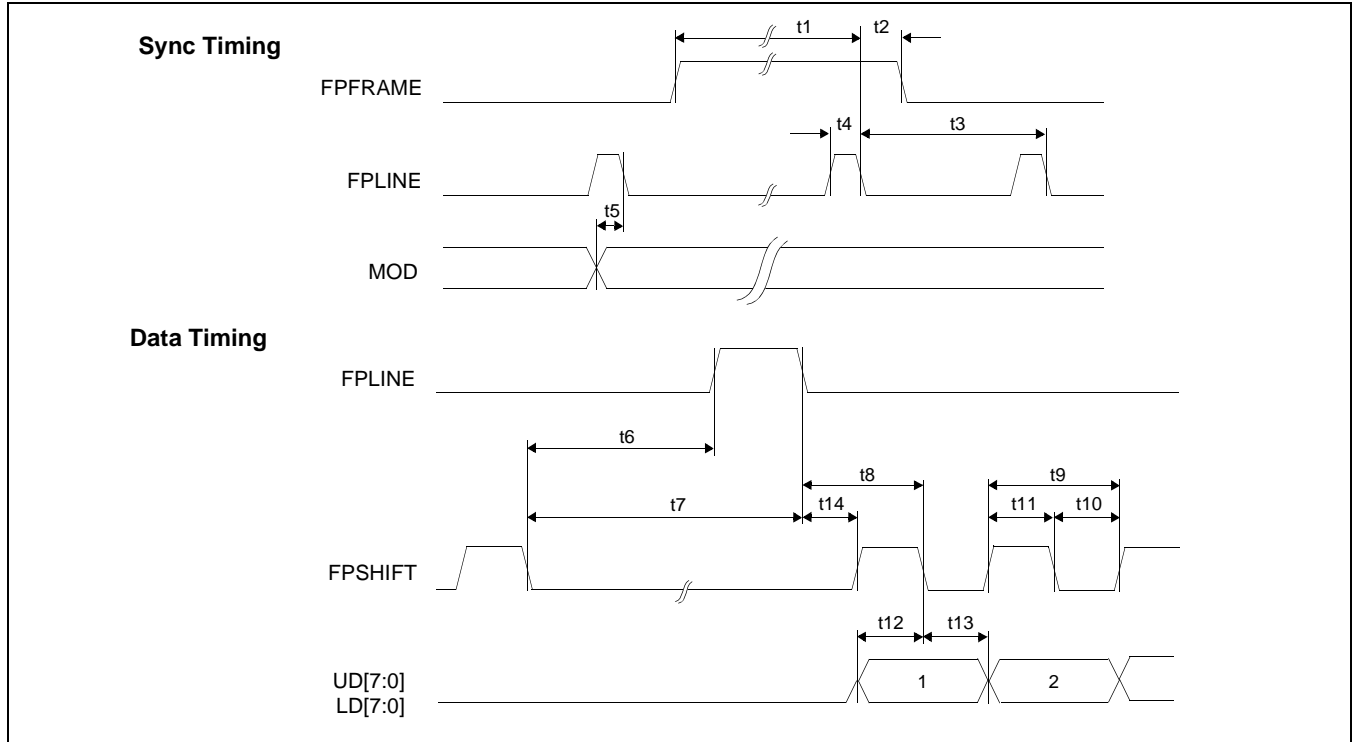 Sync Timing
t1
t2
FPFRAME
t4
t3
FPLINE
t5
MOD
Data Timing
FPLINE
t6
t8
t9
t7
t14
t11
t10
FPSHIFT
t12
t13
UD[7:0]
1
2
LD[7:0]